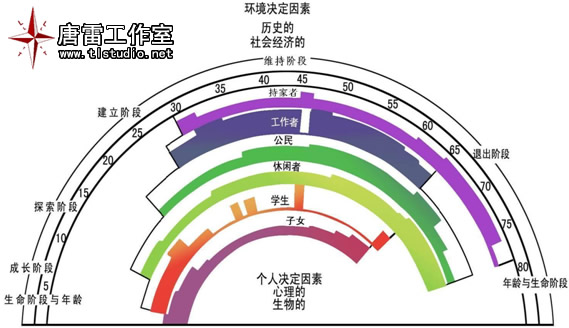 唐雷工作室
www.tlstudio.net
环境决定因素
历史的
社会经济的
维持阶段
40
45
35
50
30
持家者
55
建立阶段
25
工作者
60
公民
20
65
退出阶段
休闲者
15
70
学生
探索阶段
子女
75
10
成长阶段
80
5
个人决定因素
年龄与生命阶段
生命阶段与年龄
心理的
生物的